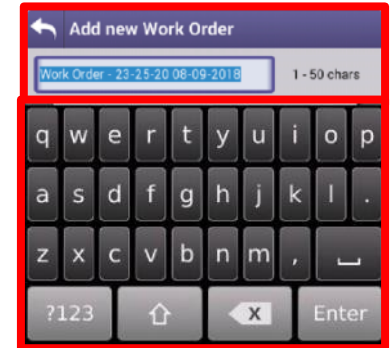 Add new Work Order
Work Order - 23-25-20 08-09-2018 1 - 50 chars
q w e r t y u i o p
a s d f g h j k l .
z x c v b n m ,
?123 X Enter